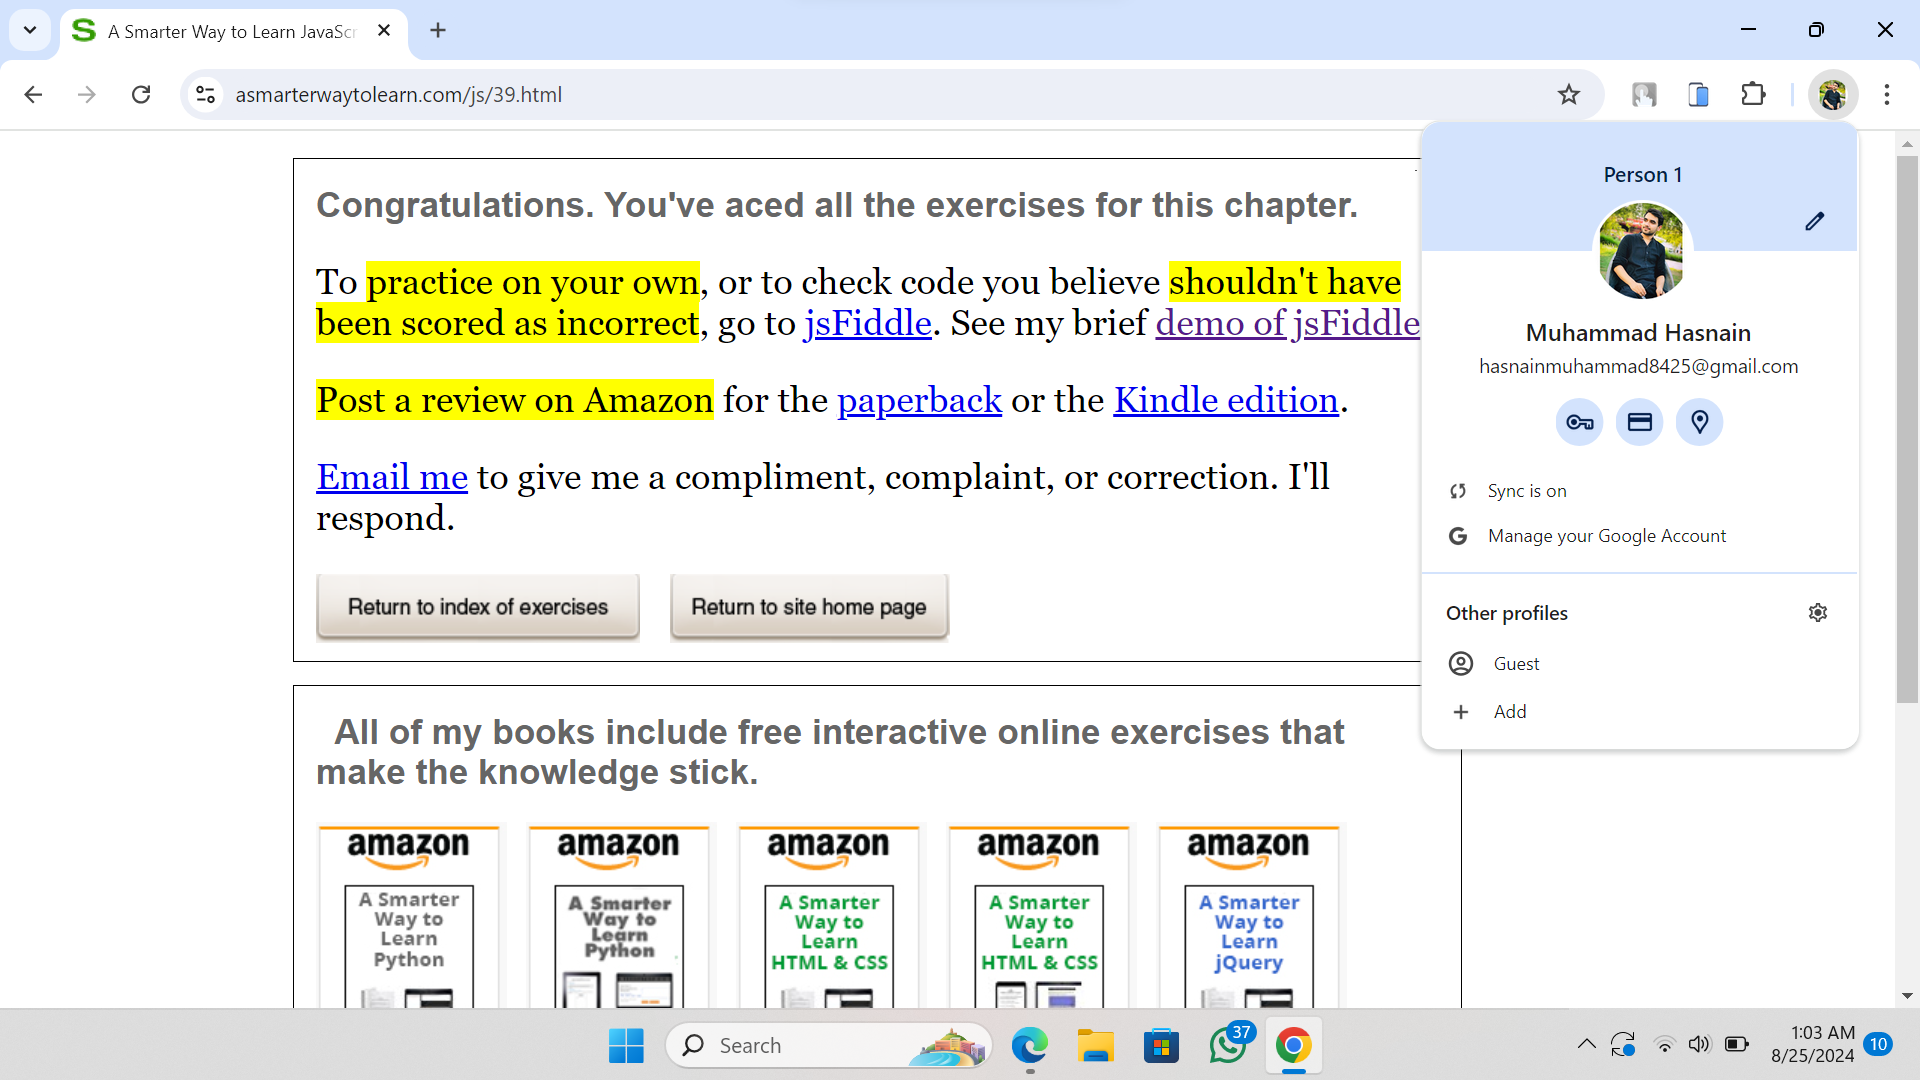 A Smarter Way to Learn JavaScr
asmarterwaytolearn.com/js/39.html
Congratulations. You've aced all the exercises for this chapter.
To practice on your own, or to check code you believe shouldn't have
been scored as incorrect, go to jsFiddle. See my brief demo of jsFiddle
Post a review on Amazon for the paperback or the Kindle edition.
Email me to give me a compliment, complaint, or correction. I'll
respond.
Return to index of exercises
Return to site home page
Person 1
Muhammad Hasnain
hasnainmuhammad8425@gmail.com
Sync is on
Manage your Google Account
Other profiles
Guest
Add
All of my books include free interactive online exercises that
make the knowledge stick.
amazon
A Smarter
Way to
Learn
Python
amazon
A Smarter
Way to
Learn
Python
amazon
A Smarter
Way to
Learn
HTML & CSS
amazon
A Smarter
Way to
Learn
HTML & CSS
amazon
A Smarter
Way to
Learn
jQuery
Search
37
1:03 AM
8/25/2024
10